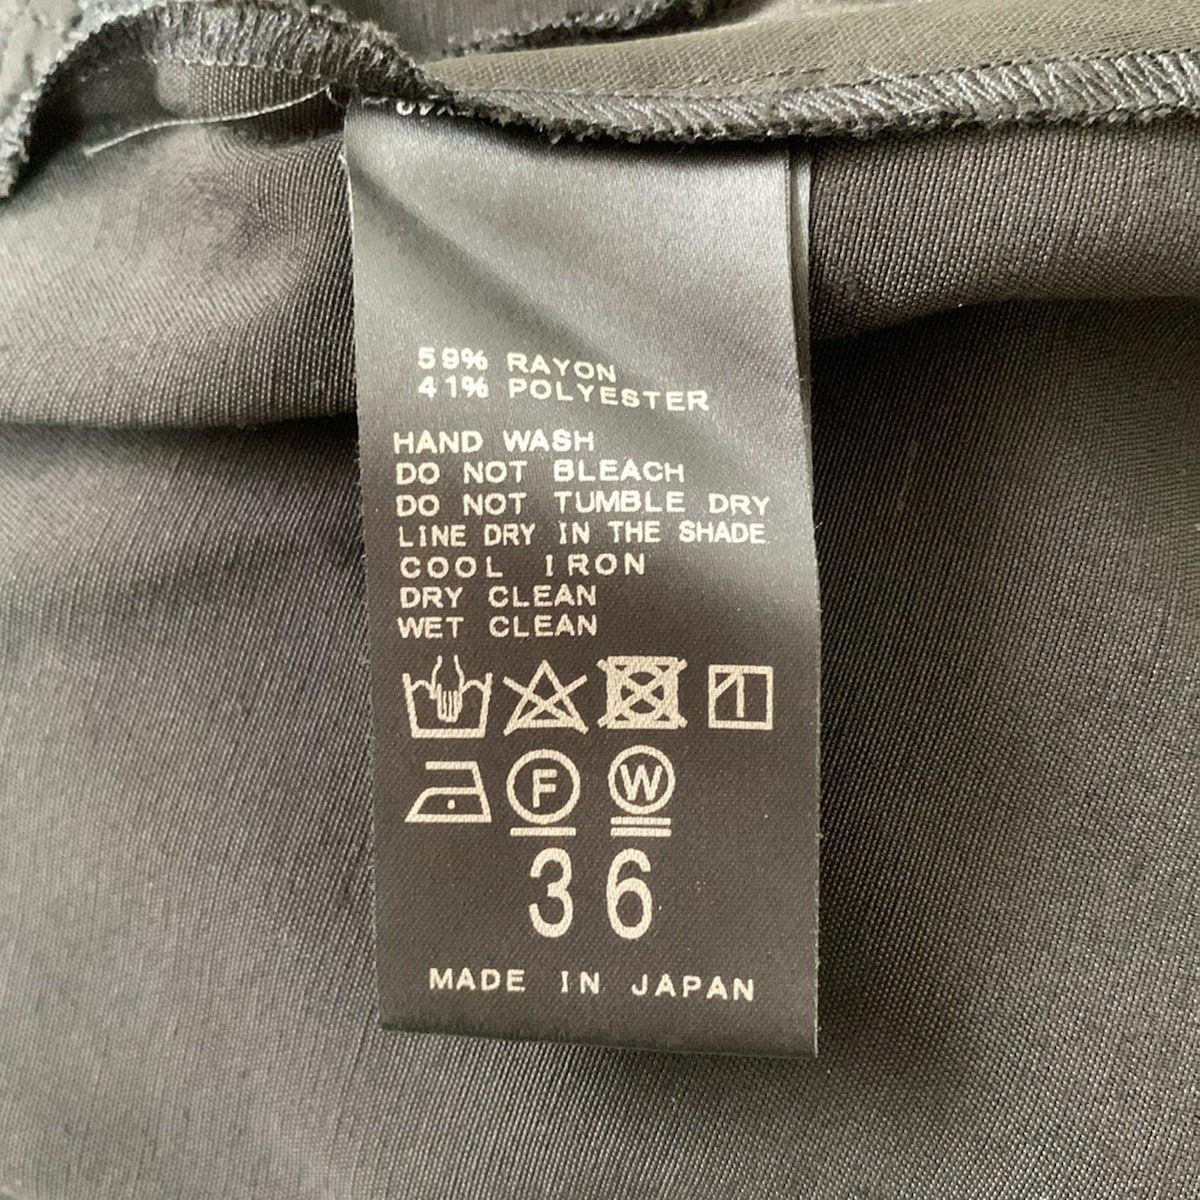 59% RAYON
41% POLYESTER
HAND WASH
DO NOT BLEACH
DO NOT TUMBLE DRY
LINE DRY IN THE SHADE
COOL IRON
DRY CLEAN
WET CLEAN
F W
36
MADE IN JAPAN